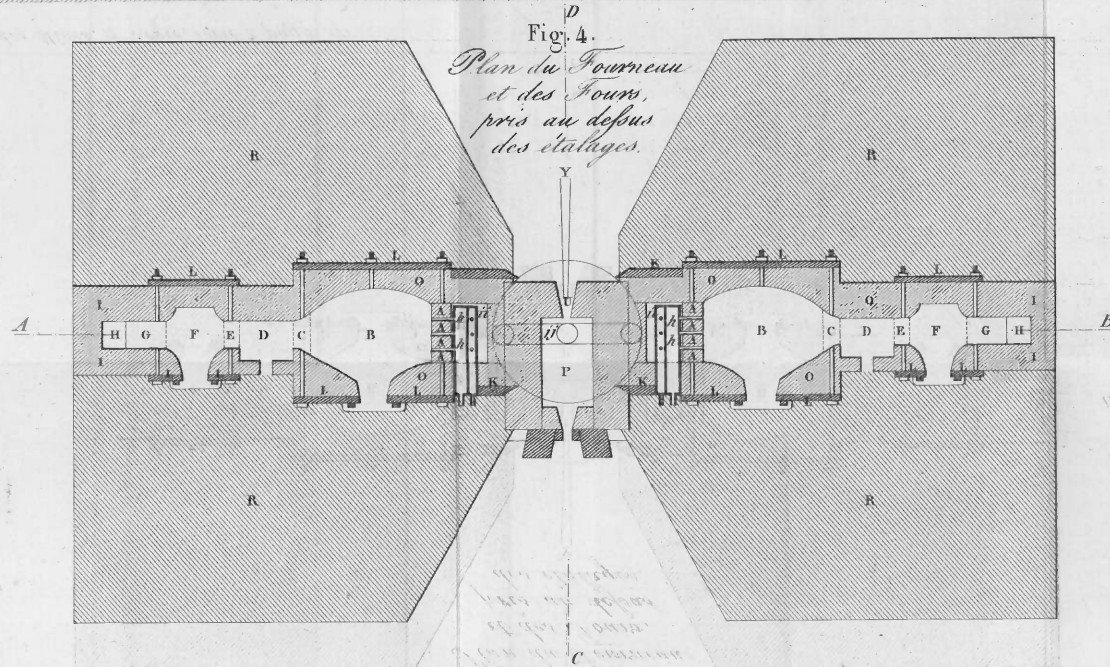 D
Fig. 4.
Plan du Fourneau
et des Fours,
pris au dessus
des étalages.
Y
R R
L L K L L
I O O Q I
U
A H G F E D C B A h i i i h A B C D E F G H B
A h h A
A A
I P I
L L O L K K L O L L
R R
C